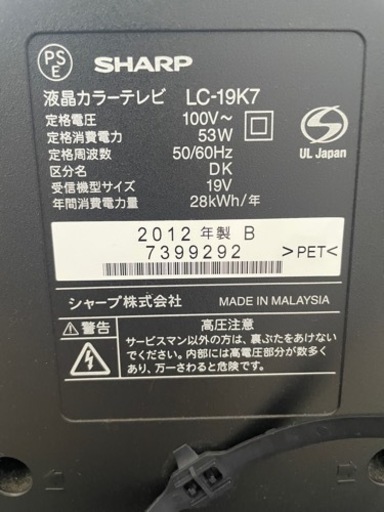 PS
E
SHARP
液晶カラーテレビ LC-19K7
定格電圧 100V~
定格消費電力 53W
定格周波数 50/60Hz
区分名 DK
受信機型サイズ 19V
年間消費電力量 28kWh/年
S
UL Japan
2012 年製 B
7399292
>PET<
シャープ株式会社 MADE IN MALAYSIA
警告 高圧注意
サービスマン以外の方は、裏ぶたをあけない
でください。内部には高電圧部分が数多く
あり、万一さわると危険です。